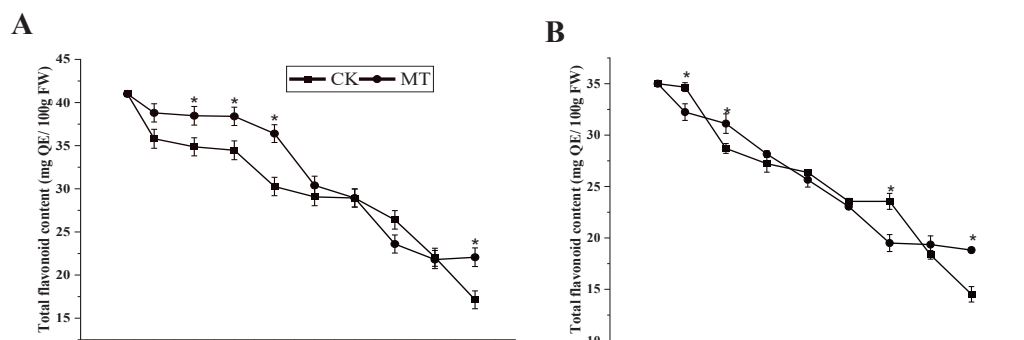 A
B
Total flavonoid content (mg QE/ 100g FW)
45
40
35
30
25
20
15
CK MT
* * * * *
Total flavonoid content (mg QE/ 100g FW)
35
30
25
20
15
10
* * * *